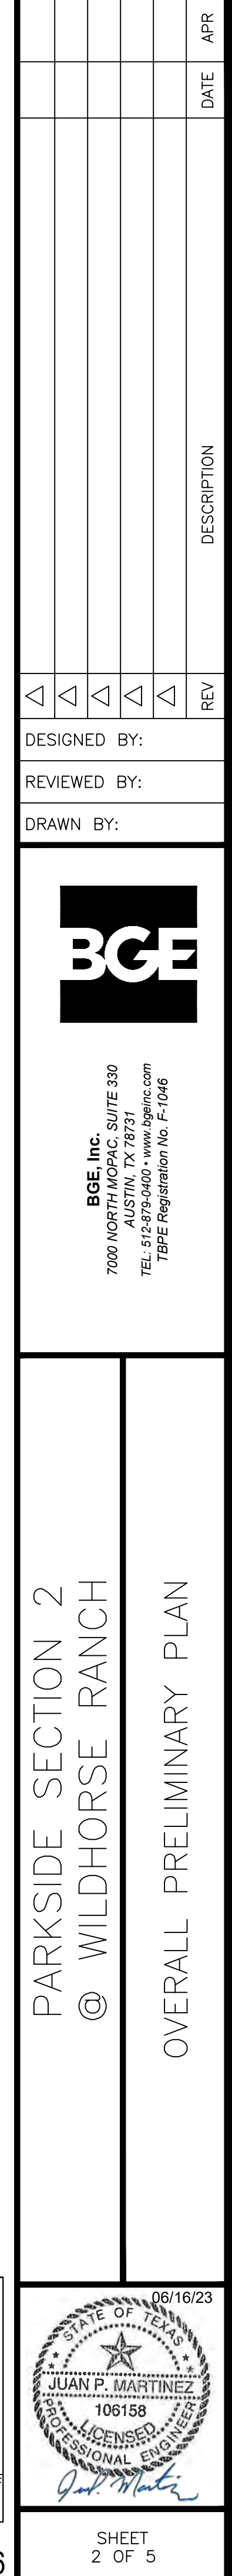 APR
DATE
DESCRIPTION
REV
DESIGNED BY:
REVIEWED BY:
DRAWN BY:
BGE
BGE, Inc.
7000 NORTH MOPAC, SUITE 330
AUSTIN, TX 78731
TEL: 512-879-0400 • www.bgeinc.com
TBPE Registration No. F-1046
PARKSIDE SECTION 2
@ WILDHORSE RANCH
OVERALL PRELIMINARY PLAN
06/16/23
STATE OF TEXAS
JUAN P. MARTINEZ
106158
LICENSED
PROFESSIONAL ENGINEER
SHEET
2 OF 5